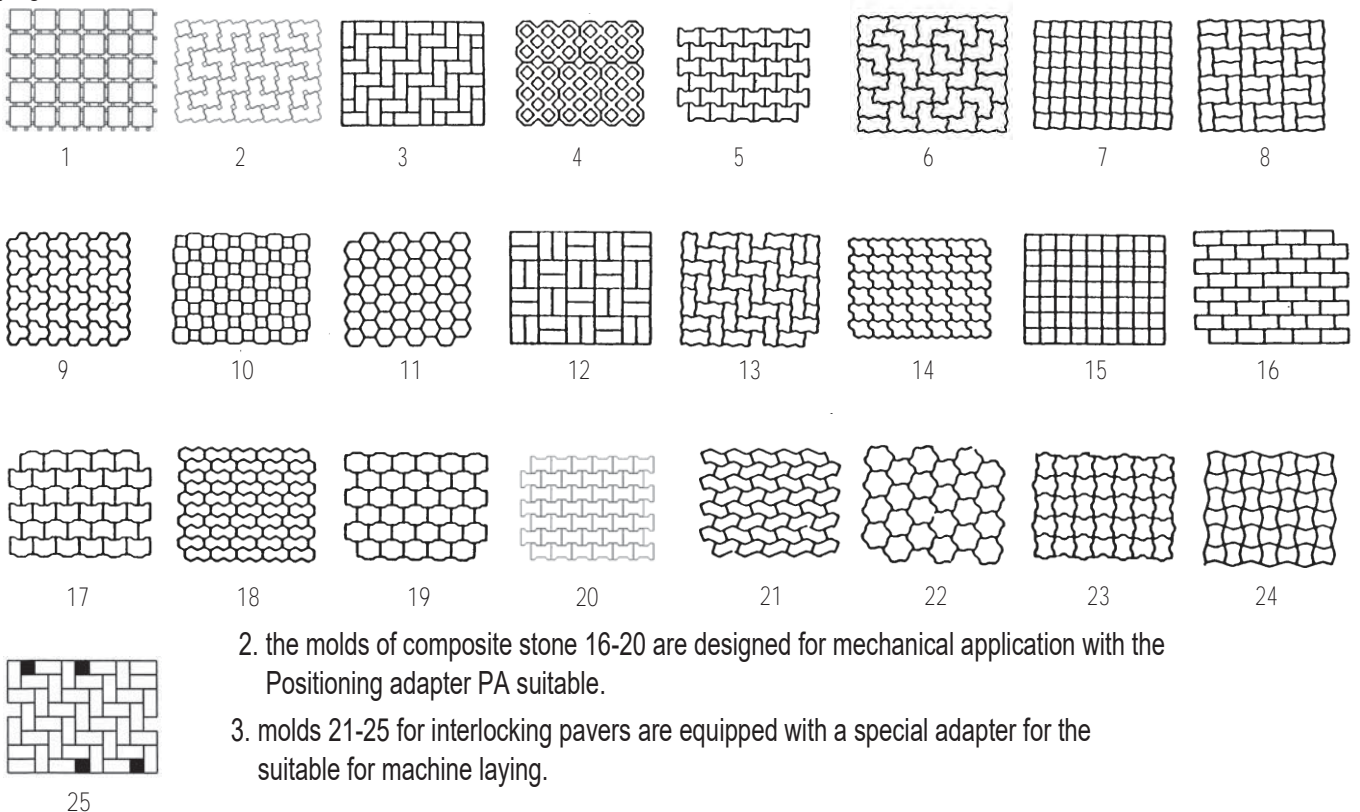 1 2 3 4 5 6 7 8
9 10 11 12 13 14 15 16
17 18 19 20 21 22 23 24
2. the molds of composite stone 16-20 are designed for mechanical application with the
Positioning adapter PA suitable.
3. molds 21-25 for interlocking pavers are equipped with a special adapter for the
suitable for machine laying.
25